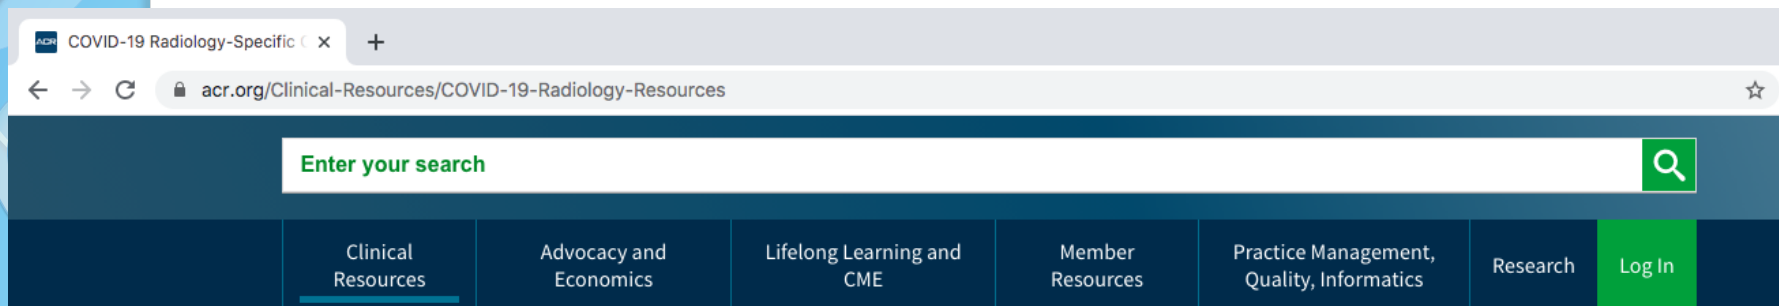 ACR COVID-19 Radiology-Specific
acr.org/Clinical-Resources/COVID-19-Radiology-Resources
Enter your search
Clinical Resources
Advocacy and Economics
Lifelong Learning and CME
Member Resources
Practice Management, Quality, Informatics
Research
Log In